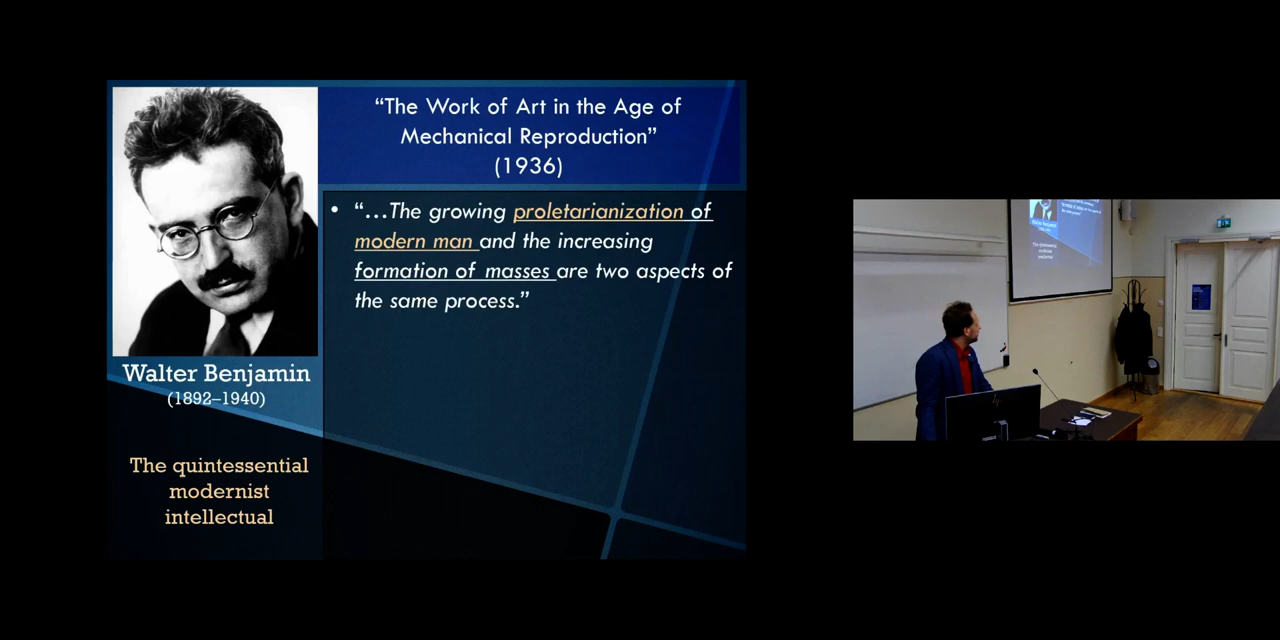 “The Work of Art in the Age of
Mechanical Reproduction”
(1936)
• “…The growing proletarianization of
modern man and the increasing
formation of masses are two aspects of
the same process.”
Walter Benjamin
(1892–1940)
The quintessential
modernist
intellectual